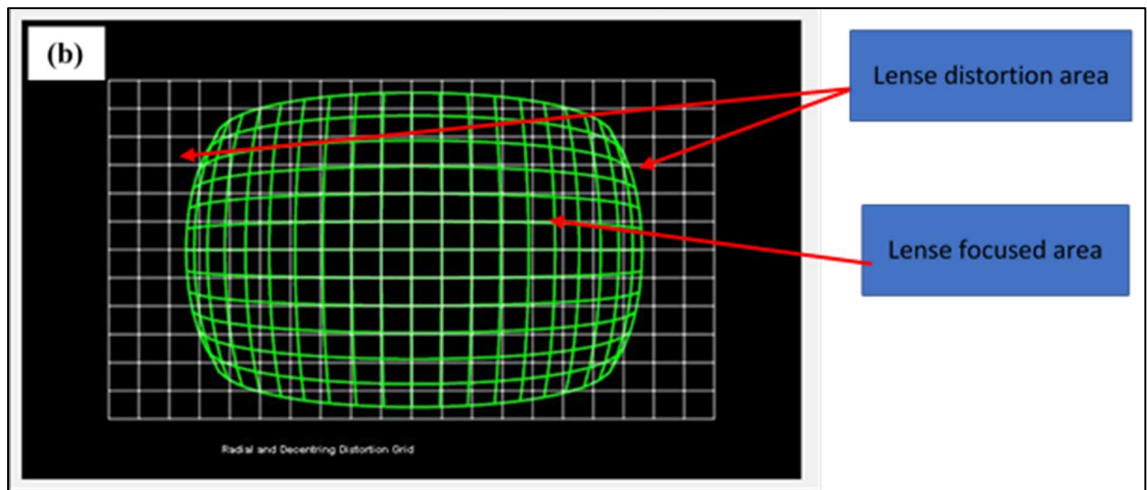 (b)
Lense distortion area
Lense focused area
Radial and Decentring Distortion Grid